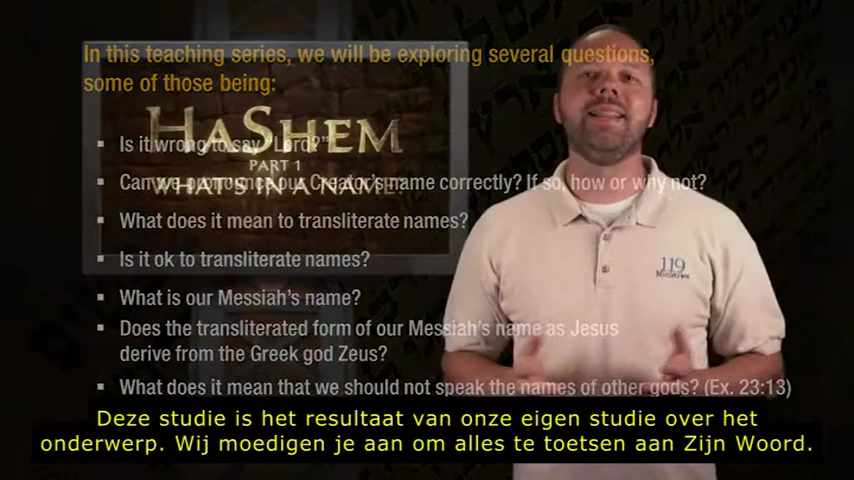 In this teaching series, we will be exploring several questions,
some of those being:
HASHEM
PART 1
WHAT'S IN A NAME?
▪ Is it wrong to say "Lord?"
▪ Can we pronounce our Creator's name correctly? If so, how or why not?
▪ What does it mean to transliterate names?
▪ Is it ok to transliterate names?
▪ What is our Messiah's name?
▪ Does the transliterated form of our Messiah's name as Jesus
derive from the Greek god Zeus?
▪ What does it mean that we should not speak the names of other gods? (Ex. 23:13)
119
Ministries
Deze studie is het resultaat van onze eigen studie over het
onderwerp. Wij moedigen je aan om alles te toetsen aan Zijn Woord.